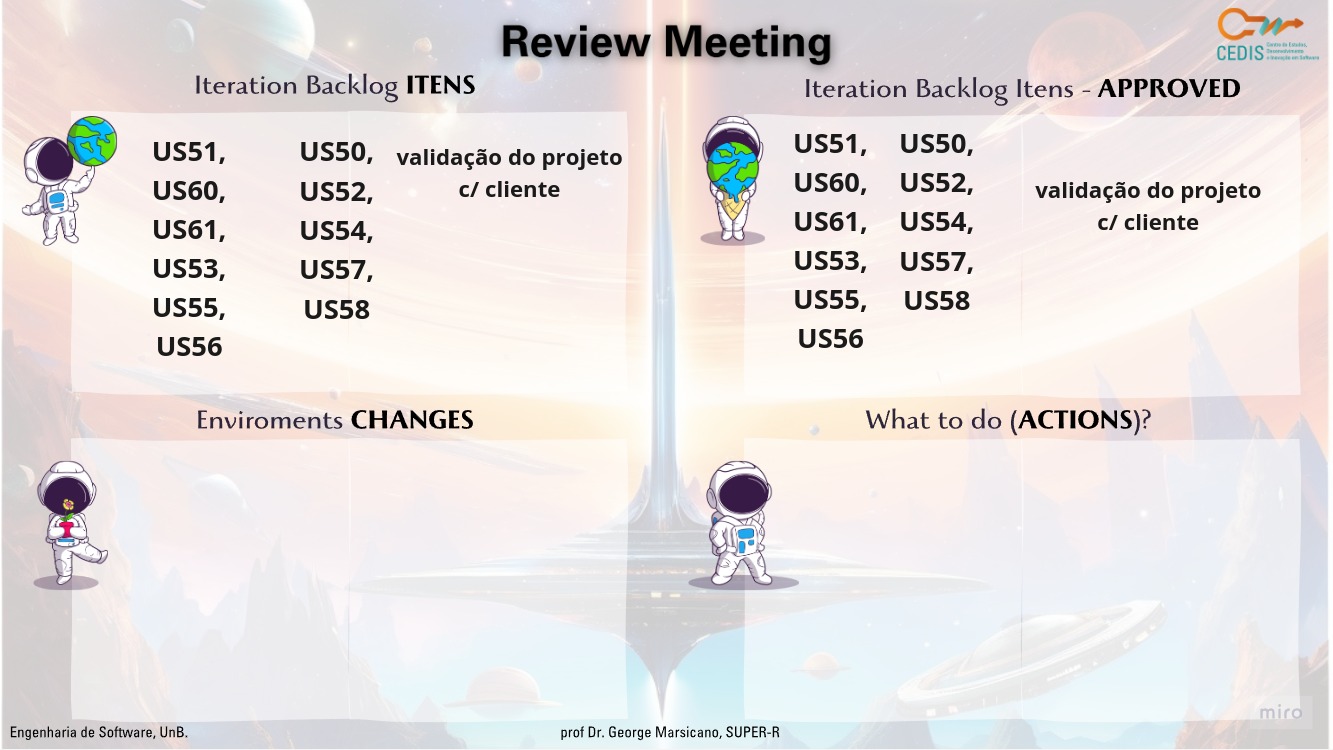 Review Meeting
CEDIS
Centro de Estudos,
Desenvolvimento
e Inovação em Software
Iteration Backlog ITENS
US51,
US60,
US61,
US53,
US55,
US56
US50,
US52,
US54,
US57,
US58
validação do projeto
c/ cliente
Iteration Backlog Itens - APPROVED
US51,
US60,
US61,
US53,
US55,
US56
US50,
US52,
US54,
US57,
US58
validação do projeto
c/ cliente
Enviroments CHANGES
What to do (ACTIONS)?
miro
Engenharia de Software, UnB.
prof Dr. George Marsicano, SUPER-R